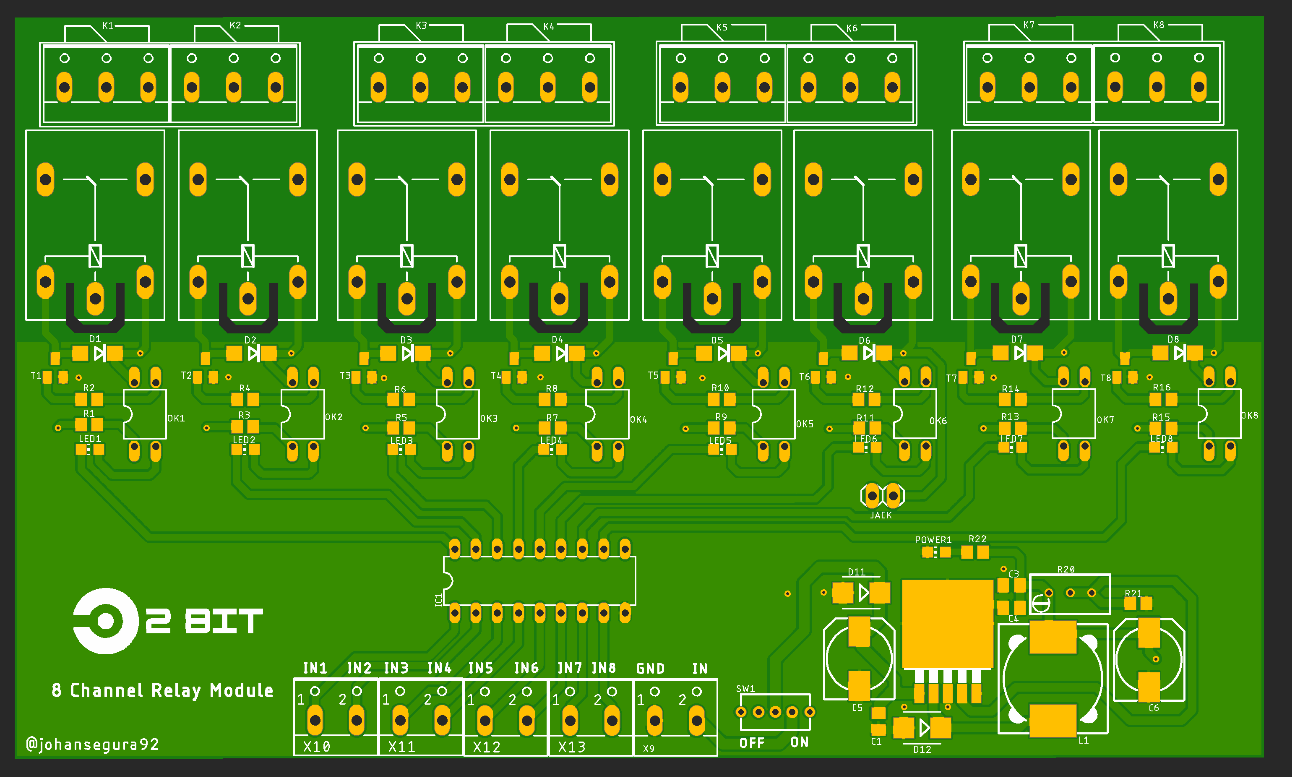 K1 K2 K3 K4 K5 K6 K7 K8
D1 D2 D3 D4 D5 D6 D7 D8
T1 T2 T3 T4 T5 T6 T7 T8
R2 R4 R6 R8 R10 R12 R14 R16
R1 R3 R5 R7 R9 R11 R13 R15
OK1 OK2 OK3 OK4 OK5 OK6 OK7 OK8
LED1 LED2 LED3 LED4 LED5 LED6 LED7 LED8
JACK
POWER1 R22
D11 C3 R20
IC1 R21
C4
2 BIT
IN1 IN2 IN3 IN4 IN5 IN6 IN7 IN8 GND IN
8 Channel Relay Module
1 2 1 2 1 2 1 2 1 2
SW1
C5 C6
@johansegura92
X10 X11 X12 X13 X9
OFF ON
C1 D12 L1